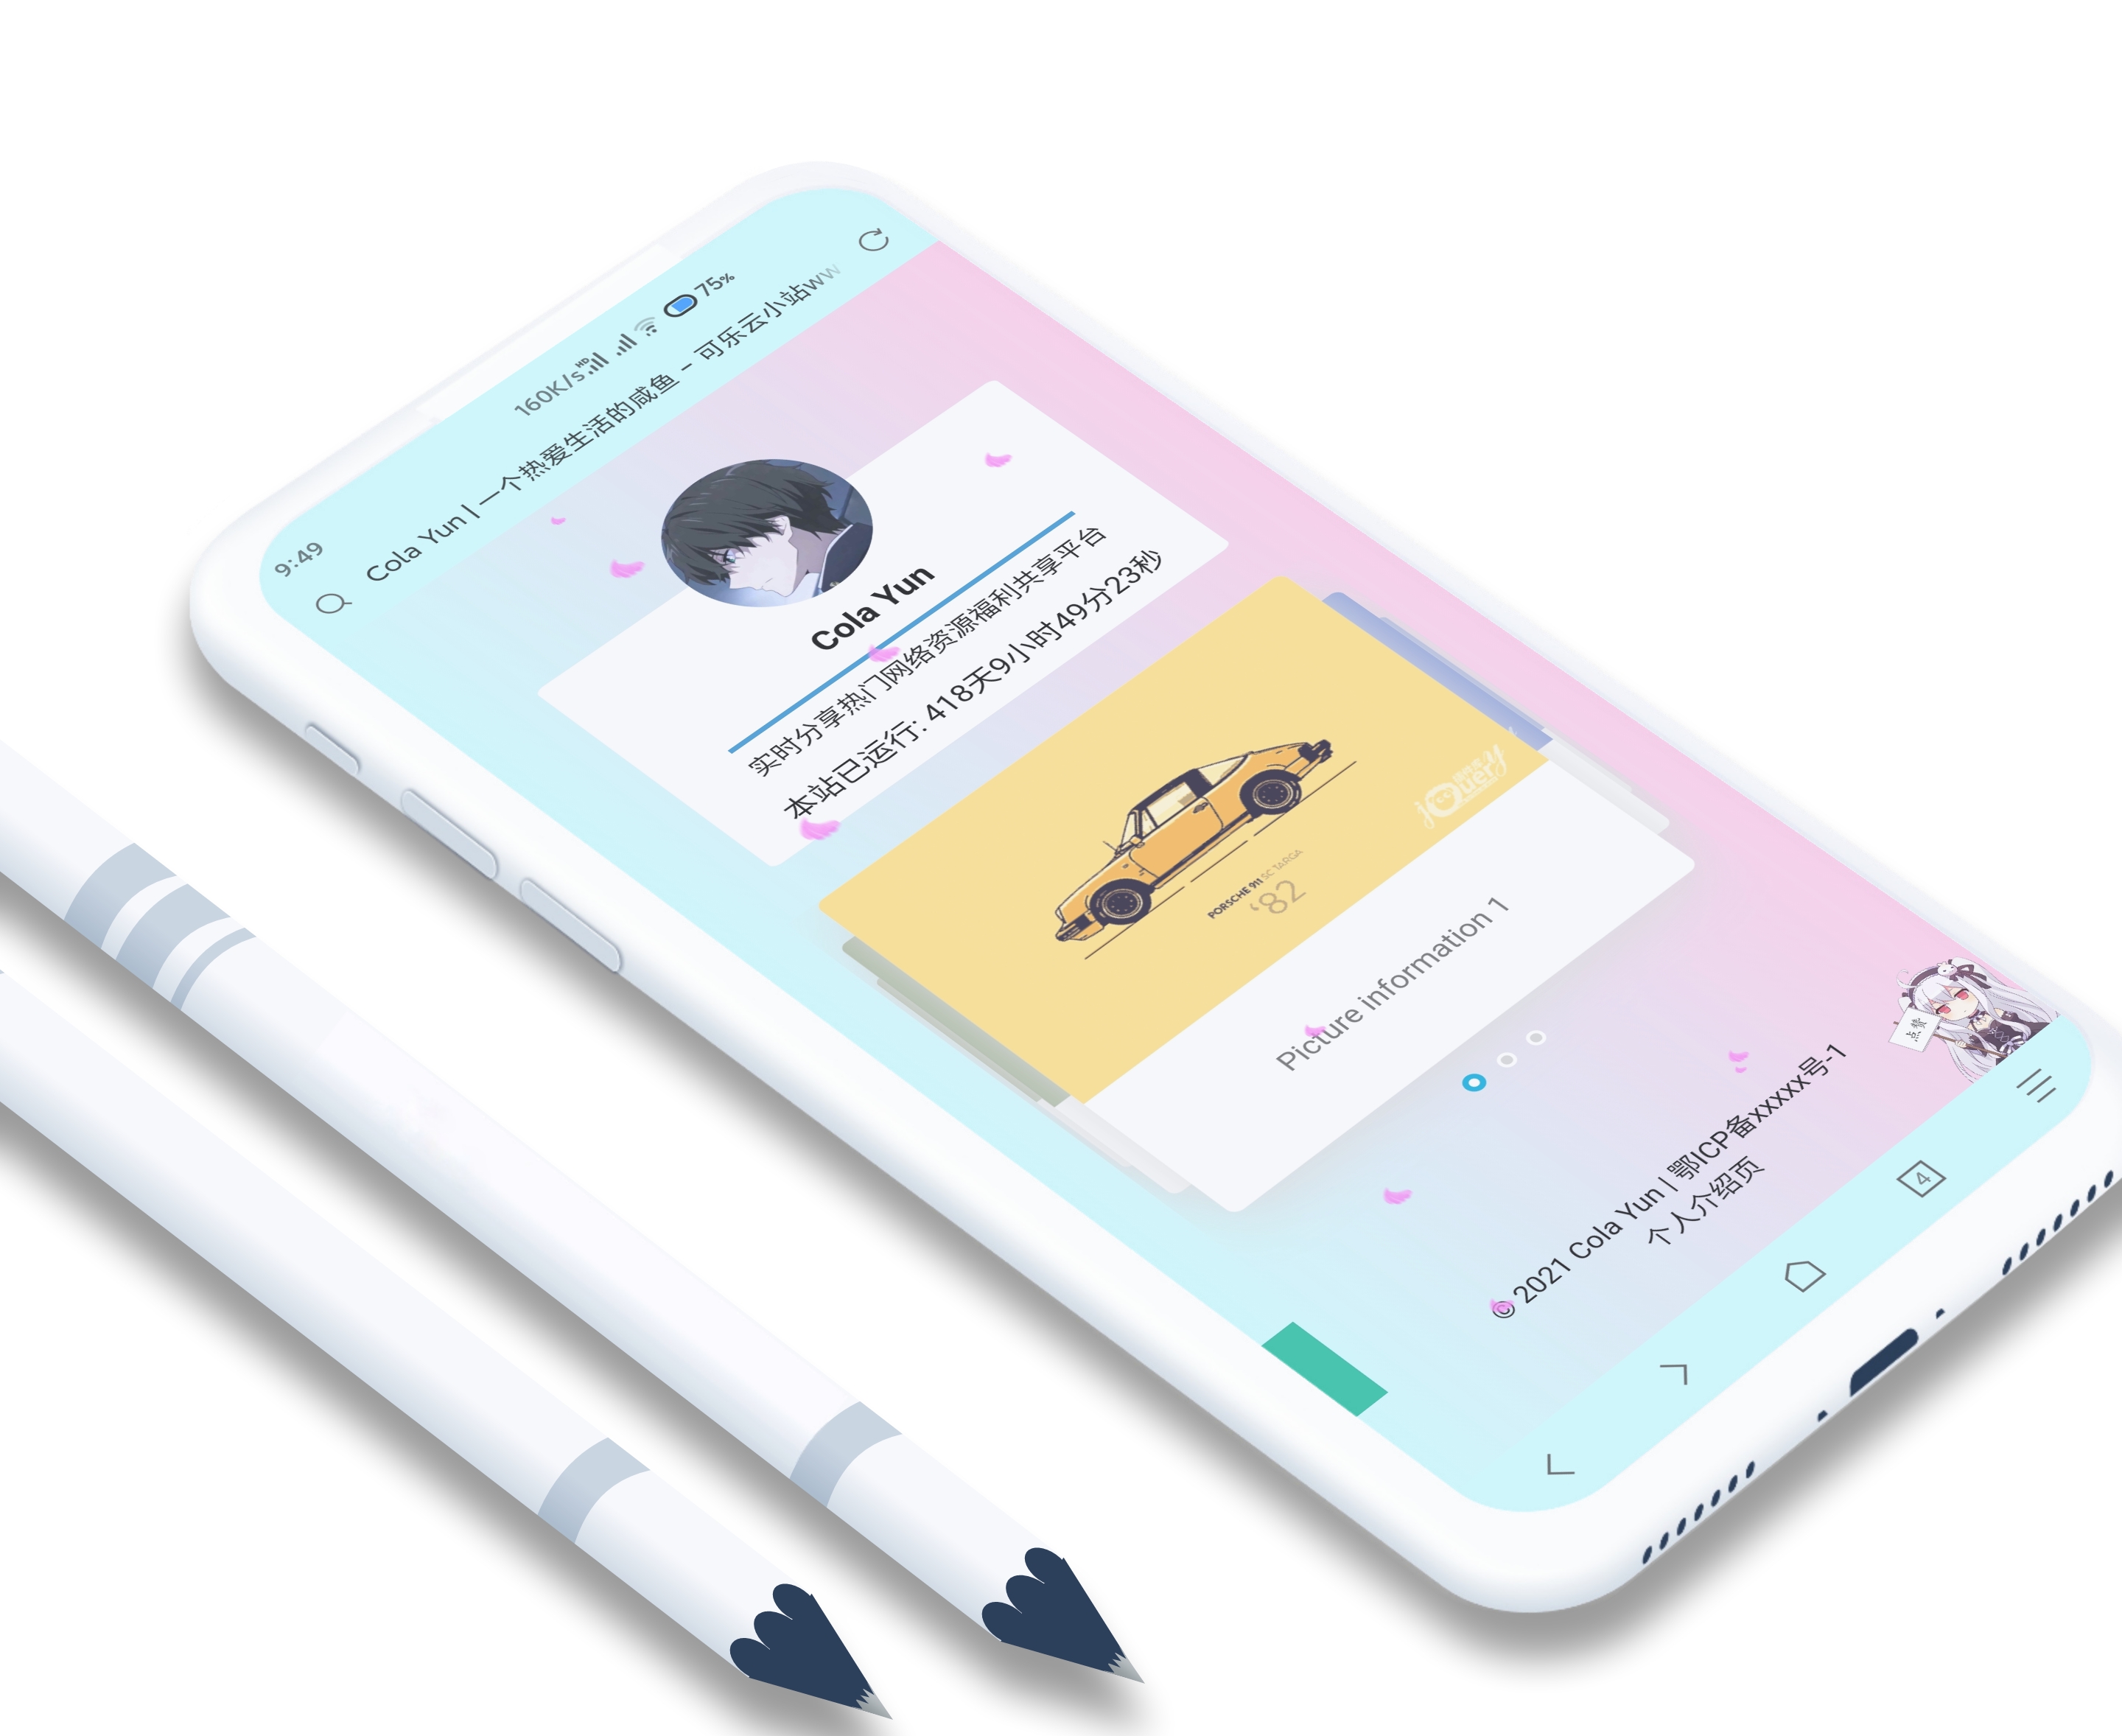 9:49
160K/s HD 75%
Cola Yun | 一个热爱生活的咸鱼 - 可乐云小站ww
Cola Yun
实时分享热门网络资源福利共享平台
本站已运行: 418天9小时49分23秒
PORSCHE 911 SC TARGA
'82
jQuery
Picture information 1
点赞
© 2021 Cola Yun | 鄂ICP备xxxxx号-1
个人介绍页
4